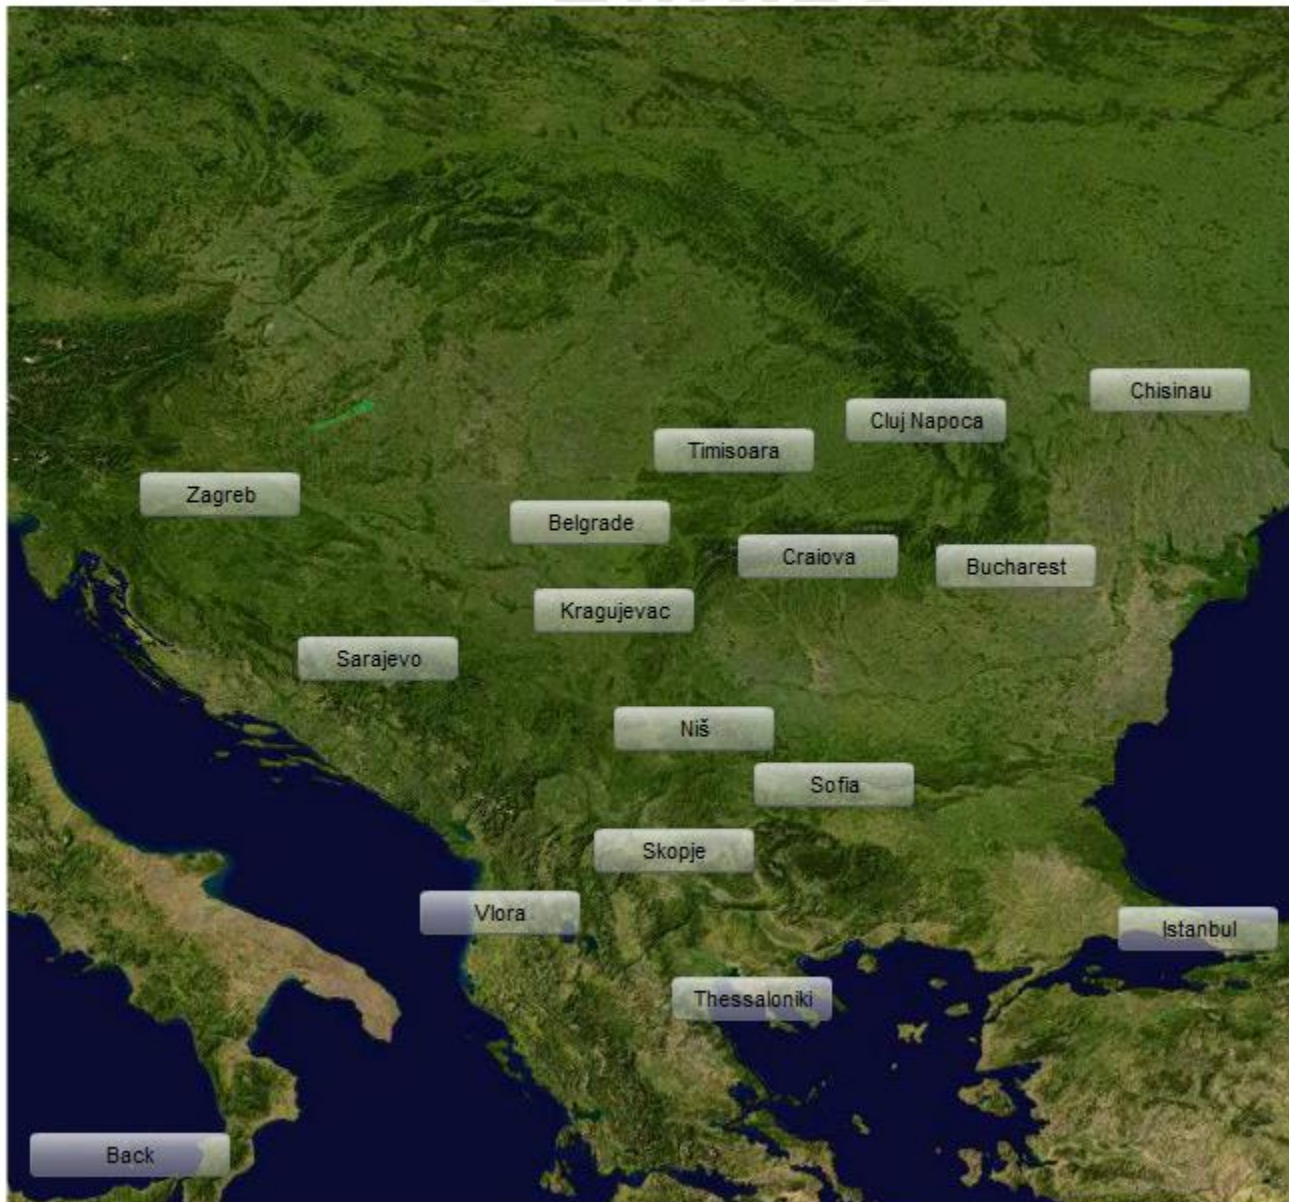 Chisinau
Cluj Napoca
Timisoara
Zagreb
Belgrade
Craiova
Bucharest
Kragujevac
Sarajevo
Niš
Sofia
Skopje
Vlora
Istanbul
Thessaloniki
Back